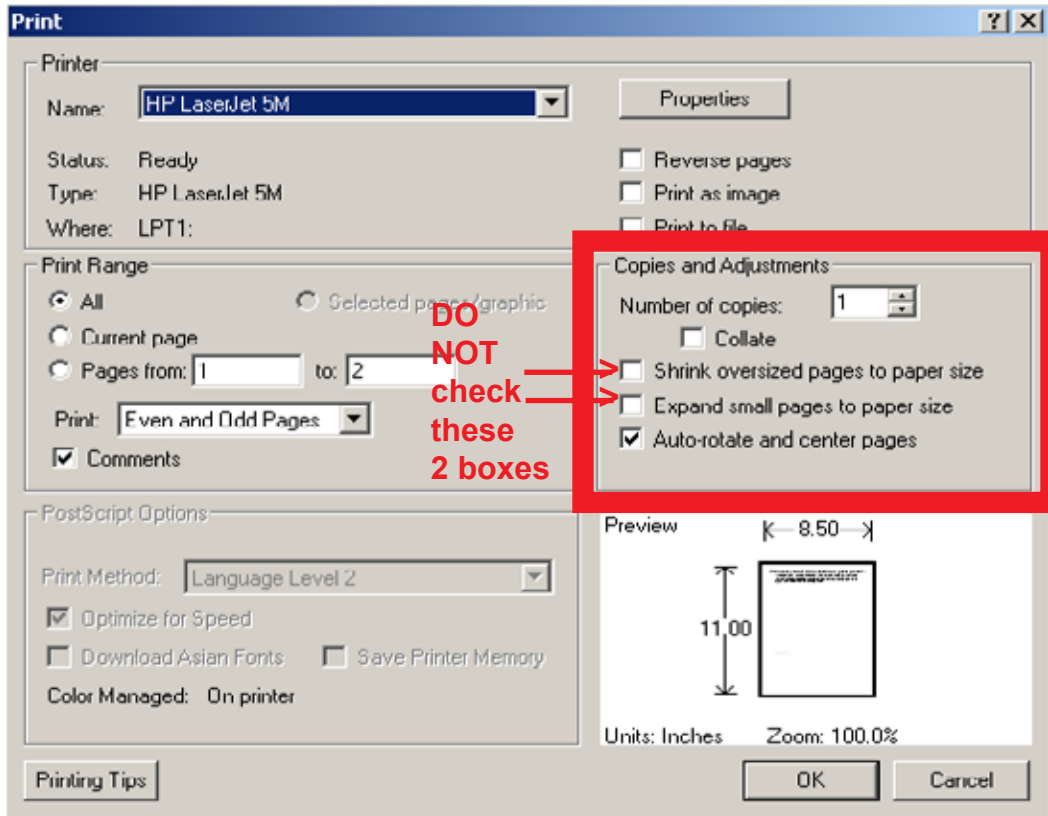 Print
Printer
Name: HP LaserJet 5M
Properties
Status: Ready
Reverse pages
Type: HP LaserJet 5M
Print as image
Where: LPT1:
Print to file
Print Range
Copies and Adjustments
All
Selected pages/graphic
Number of copies: 1
Current page
Collate
Pages from: 1 to: 2
Shrink oversized pages to paper size
Expand small pages to paper size
Print: Even and Odd Pages
Auto-rotate and center pages
Comments
DO
NOT
check
these
2 boxes
PostScript Options
Print Method: Language Level 2
Optimize for Speed
Download Asian Fonts
Save Printer Memory
Color Managed: On printer
Preview
8.50
11.00
Units: Inches Zoom: 100.0%
Printing Tips
OK
Cancel